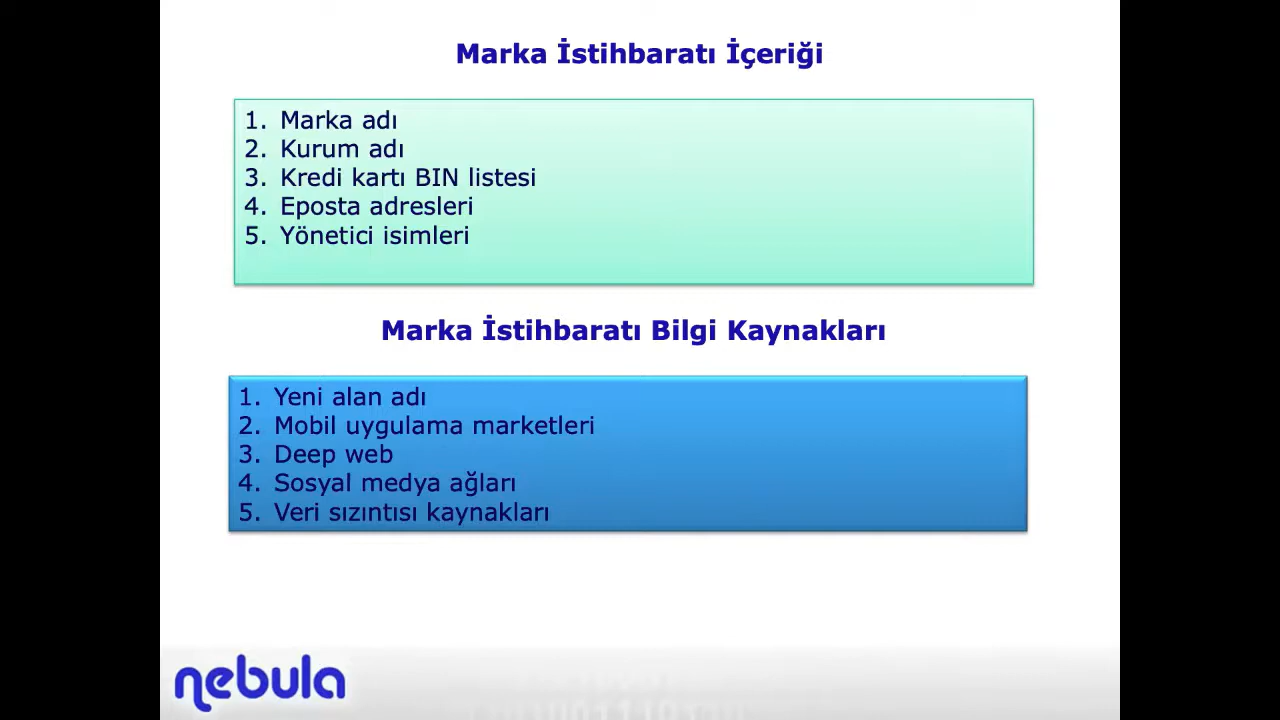 Marka İstihbaratı İçeriği
1. Marka adı
2. Kurum adı
3. Kredi kartı BIN listesi
4. Eposta adresleri
5. Yönetici isimleri
Marka İstihbaratı Bilgi Kaynakları
1. Yeni alan adı
2. Mobil uygulama marketleri
3. Deep web
4. Sosyal medya ağları
5. Veri sızıntısı kaynakları
nebula